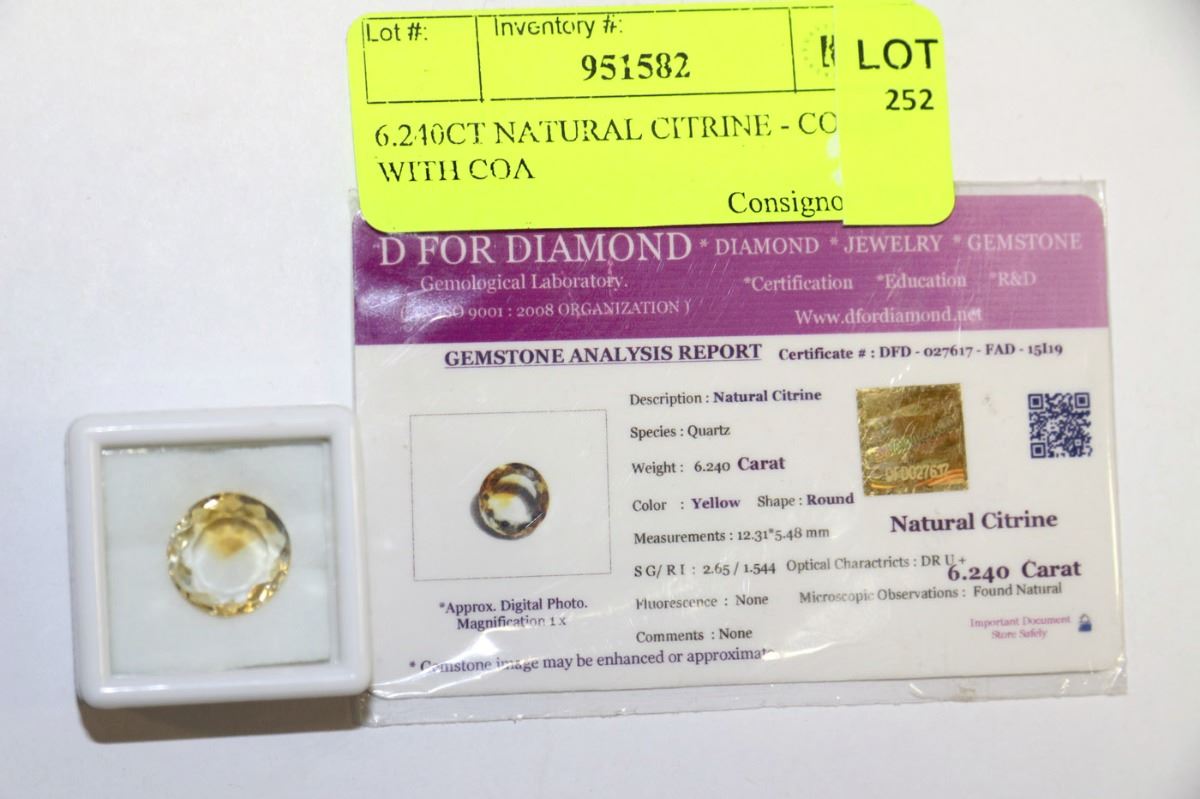 Lot #:
Inventory #:
951582
LOT
252
6.240CT NATURAL CITRINE - CO
WITH COA
Consigno
D FOR DIAMOND * DIAMOND * JEWELRY * GEMSTONE
Gemological Laboratory. *Certification *Education *R&D
ISO 9001 : 2008 ORGANIZATION ) Www.dfordiamond.net
GEMSTONE ANALYSIS REPORT Certificate # : DFD - 027617 - FAD - 15I19
Description : Natural Citrine
Species : Quartz
Weight : 6.240 Carat
Color : Yellow Shape : Round
Measurements : 12.31*5.48 mm
S G/ R I : 2.65 / 1.544 Optical Charactricts : DR U +
Fluorescence : None Microscopic Observations : Found Natural
Comments : None
DFD027617
Natural Citrine
6.240 Carat
Important Document
Store Safely
*Approx. Digital Photo.
Magnification 1 x
* Gemstone image may be enhanced or approximate